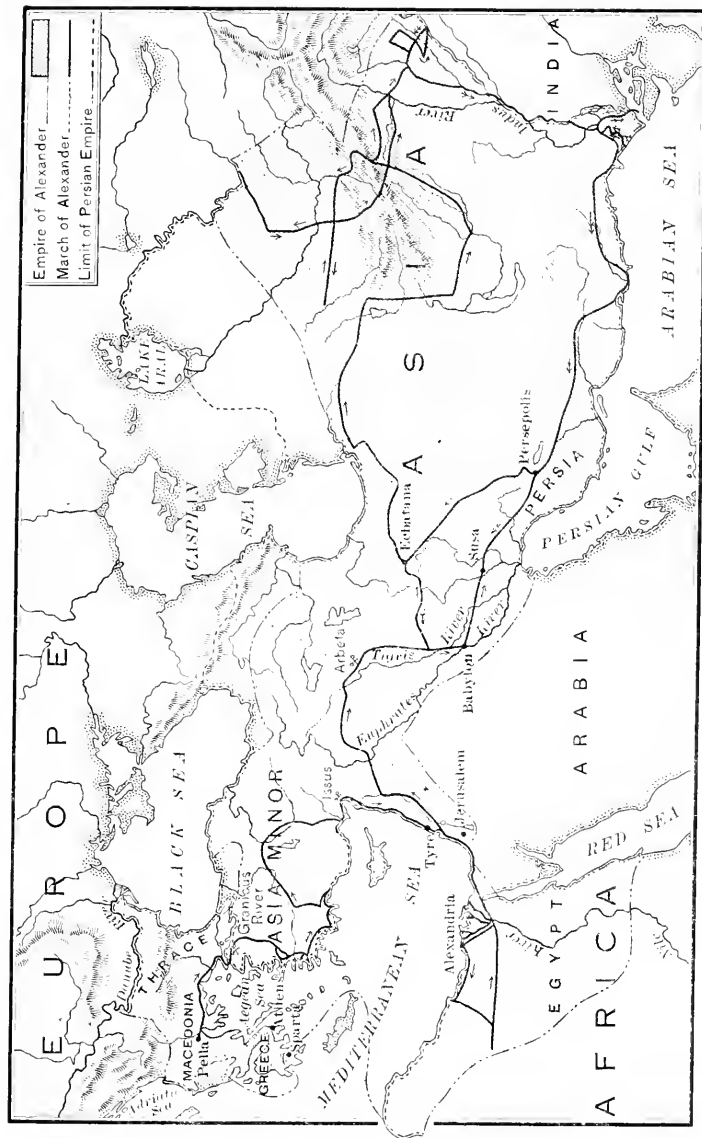 Empire of Alexander
March of Alexander
Limit of Persian Empire
EUROPE
Danube
Adriatic Sea
THRACE
MACEDONIA
Pella
GREECE
Athens
Sparta
Aegean
Sea
Granicus
River
BLACK SEA
ASIA MINOR
CASPIAN
SEA
LAKE
ARAL
MEDITERRANEAN SEA
Issus
Tyre
Jerusalem
Alexandria
EGYPT
River
AFRICA
RED SEA
ARABIA
Arbela
Tigris River
Euphrates River
Babylon
Susa
Ecbatana
Persepolis
PERSIA
PERSIAN GULF
ASIA
Indus
River
INDIA
ARABIAN SEA